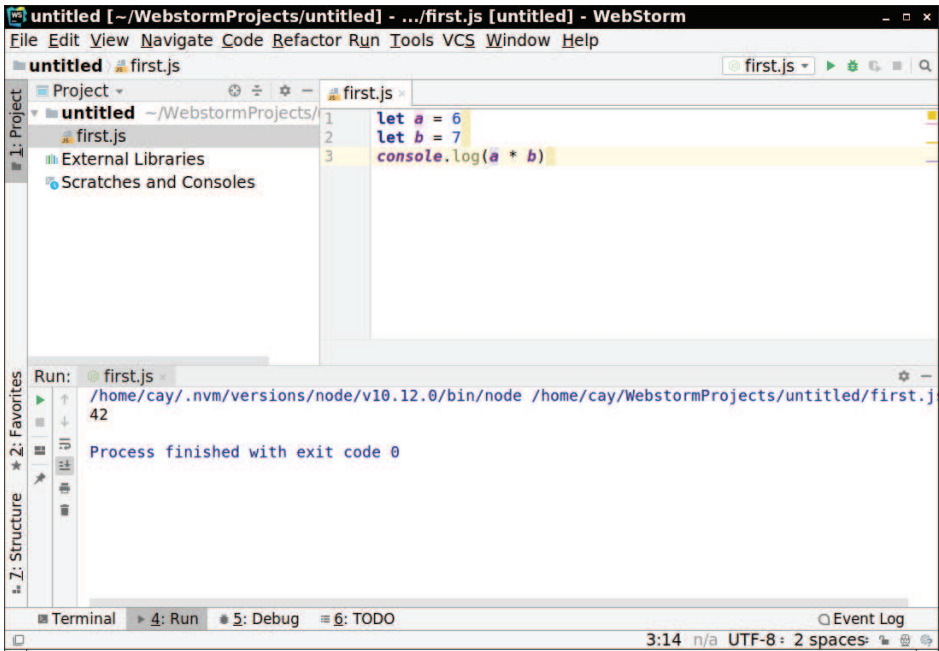 untitled [~/WebstormProjects/untitled] - .../first.js [untitled] - WebStorm
File Edit View Navigate Code Refactor Run Tools VCS Window Help
untitled first.js
first.js
1: Project
Project
untitled ~/WebstormProjects/
first.js
External Libraries
Scratches and Consoles
first.js
1 let a = 6
2 let b = 7
3 console.log(a * b)
2: Favorites
7: Structure
Run: first.js
/home/cay/.nvm/versions/node/v10.12.0/bin/node /home/cay/WebstormProjects/untitled/first.j
42
Process finished with exit code 0
Terminal 4: Run 5: Debug 6: TODO Event Log
3:14 n/a UTF-8 2 spaces